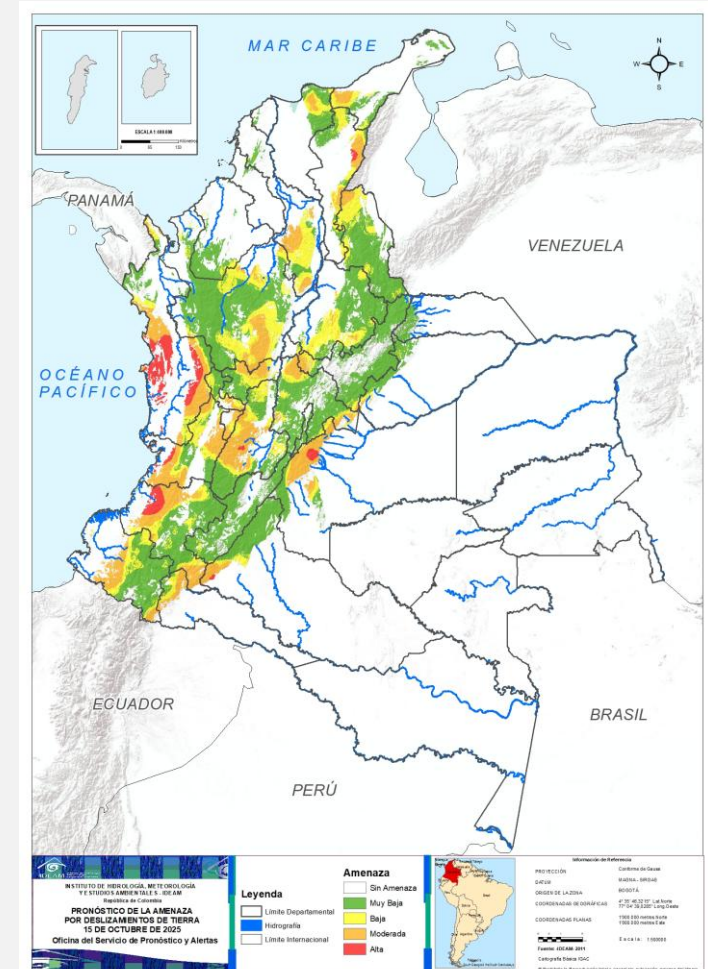 MAR CARIBE
N
W
E
S
PANAMÁ
VENEZUELA
OCÉANO
PACÍFICO
ECUADOR
BRASIL
PERÚ
INSTITUTO DE HIDROLOGÍA, METEOROLOGÍA
Y ESTUDIOS AMBIENTALES - IDEAM
República de Colombia
PRONÓSTICO DE LA AMENAZA
POR DESLIZAMIENTOS DE TIERRA
15 DE OCTUBRE DE 2025
Oficina del Servicio de Pronóstico y Alertas
Leyenda
Límite Departamental
Hidrografía
Límite Internacional
Amenaza
Sin Amenaza
Muy Baja
Baja
Moderada
Alta
Información de Referencia
PROYECCIÓN
Conforme de Gauss
DATUM
MAGNA - SIRGAS
ORIGEN DE LA ZONA
BOGOTÁ
COORDENADAS GEOGRÁFICAS
COORDENADAS PLANAS
Fuente: IDEAM 2011
Cartografía Básica IGAC